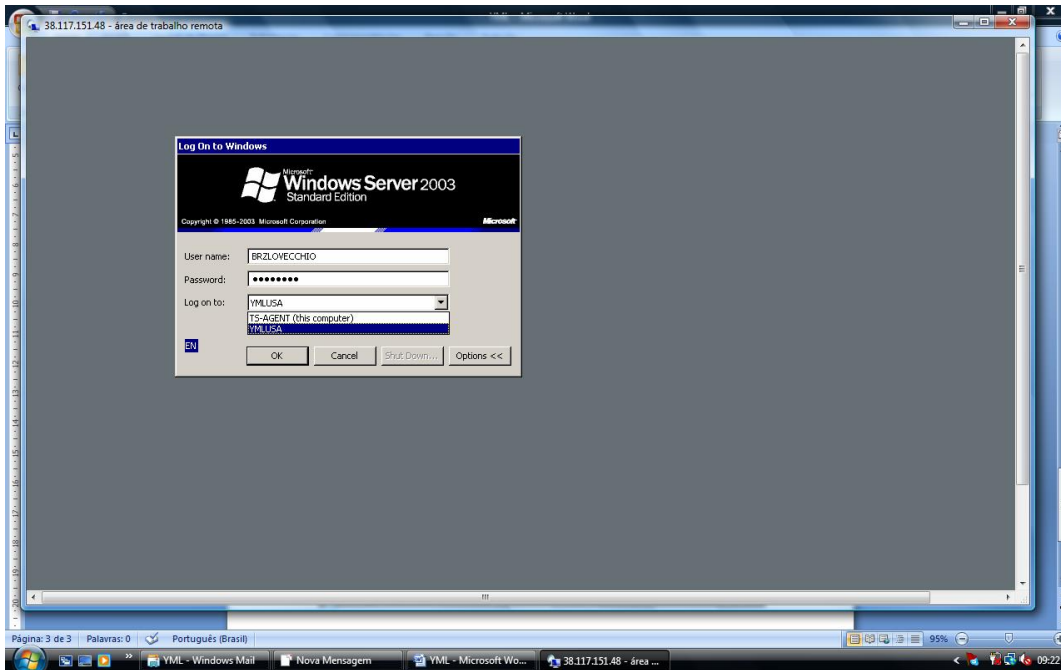 38.117.151.48 - área de trabalho remota
Log On to Windows
Microsoft
Windows Server 2003
Standard Edition
Copyright © 1985-2003 Microsoft Corporation
Microsoft
User name:
BRZLOVECCHIO
Password:
••••••••
Log on to:
YMLUSA
TS-AGENT (this computer)
YMLUSA
EN
OK
Cancel
Shut Down...
Options <<
Página: 3 de 3
Palavras: 0
Português (Brasil)
95%
YML - Windows Mail
Nova Mensagem
YML - Microsoft Wo...
38.117.151.48 - área ...
09:22